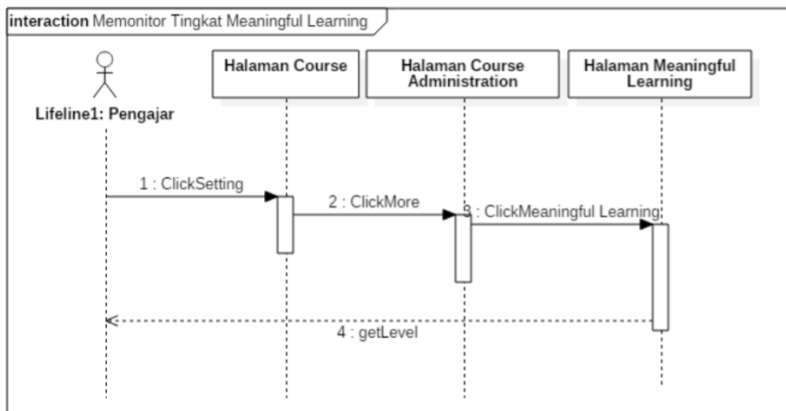 interaction Memonitor Tingkat Meaningful Learning
Lifeline1: Pengajar
Halaman Course
Halaman Course
Administration
Halaman Meaningful
Learning
1 : ClickSetting
2 : ClickMore
3 : ClickMeaningful Learning
4 : getLevel